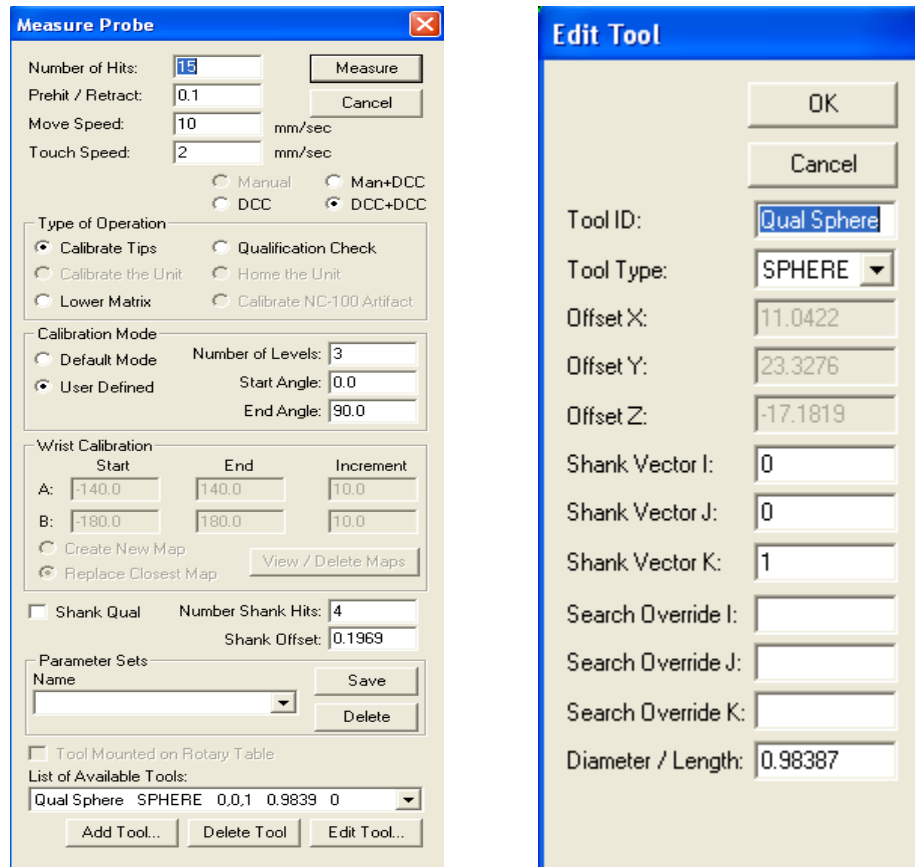 Measure Probe
Number of Hits: 15 Measure
Prehit / Retract: 0.1 Cancel
Move Speed: 10 mm/sec
Touch Speed: 2 mm/sec
Manual Man+DCC
DCC DCC+DCC
Type of Operation
Calibrate Tips Qualification Check
Calibrate the Unit Home the Unit
Lower Matrix Calibrate NC-100 Artifact
Calibration Mode
Default Mode Number of Levels: 3
User Defined Start Angle: 0.0
End Angle: 90.0
Wrist Calibration
Start End Increment
A: -140.0 140.0 10.0
B: -180.0 180.0 10.0
Create New Map
Replace Closest Map View / Delete Maps
Shank Qual Number Shank Hits: 4
Shank Offset: 0.1969
Parameter Sets
Name Save
Delete
Tool Mounted on Rotary Table
List of Available Tools:
Qual Sphere SPHERE 0,0,1 0.9839 0
Add Tool... Delete Tool Edit Tool...
Edit Tool
OK
Cancel
Tool ID: Qual Sphere
Tool Type: SPHERE
Offset X: 11.0422
Offset Y: 23.3276
Offset Z: -17.1819
Shank Vector I: 0
Shank Vector J: 0
Shank Vector K: 1
Search Override I:
Search Override J:
Search Override K:
Diameter / Length: 0.98387